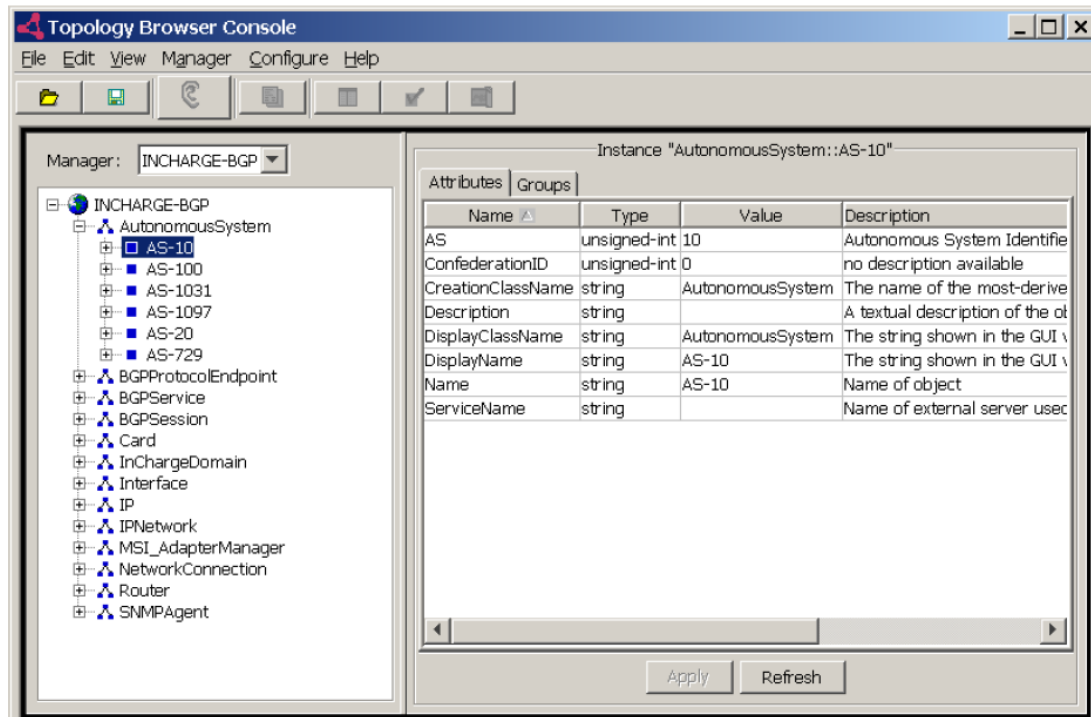 Topology Browser Console
File Edit View Manager Configure Help
Manager: INCHARGE-BGP
INCHARGE-BGP
AutonomousSystem
AS-10
AS-100
AS-1031
AS-1097
AS-20
AS-729
BGPProtocolEndpoint
BGPService
BGPSession
Card
InChargeDomain
Interface
IP
IPNetwork
MSI_AdapterManager
NetworkConnection
Router
SNMPAgent
Instance "AutonomousSystem::AS-10"
Attributes Groups
Name Type Value Description
AS unsigned-int 10 Autonomous System Identifie
ConfederationID unsigned-int 0 no description available
CreationClassName string AutonomousSystem The name of the most-derive
Description string A textual description of the ob
DisplayClassName string AutonomousSystem The string shown in the GUI v
DisplayName string AS-10 The string shown in the GUI v
Name string AS-10 Name of object
ServiceName string Name of external server used
Apply Refresh